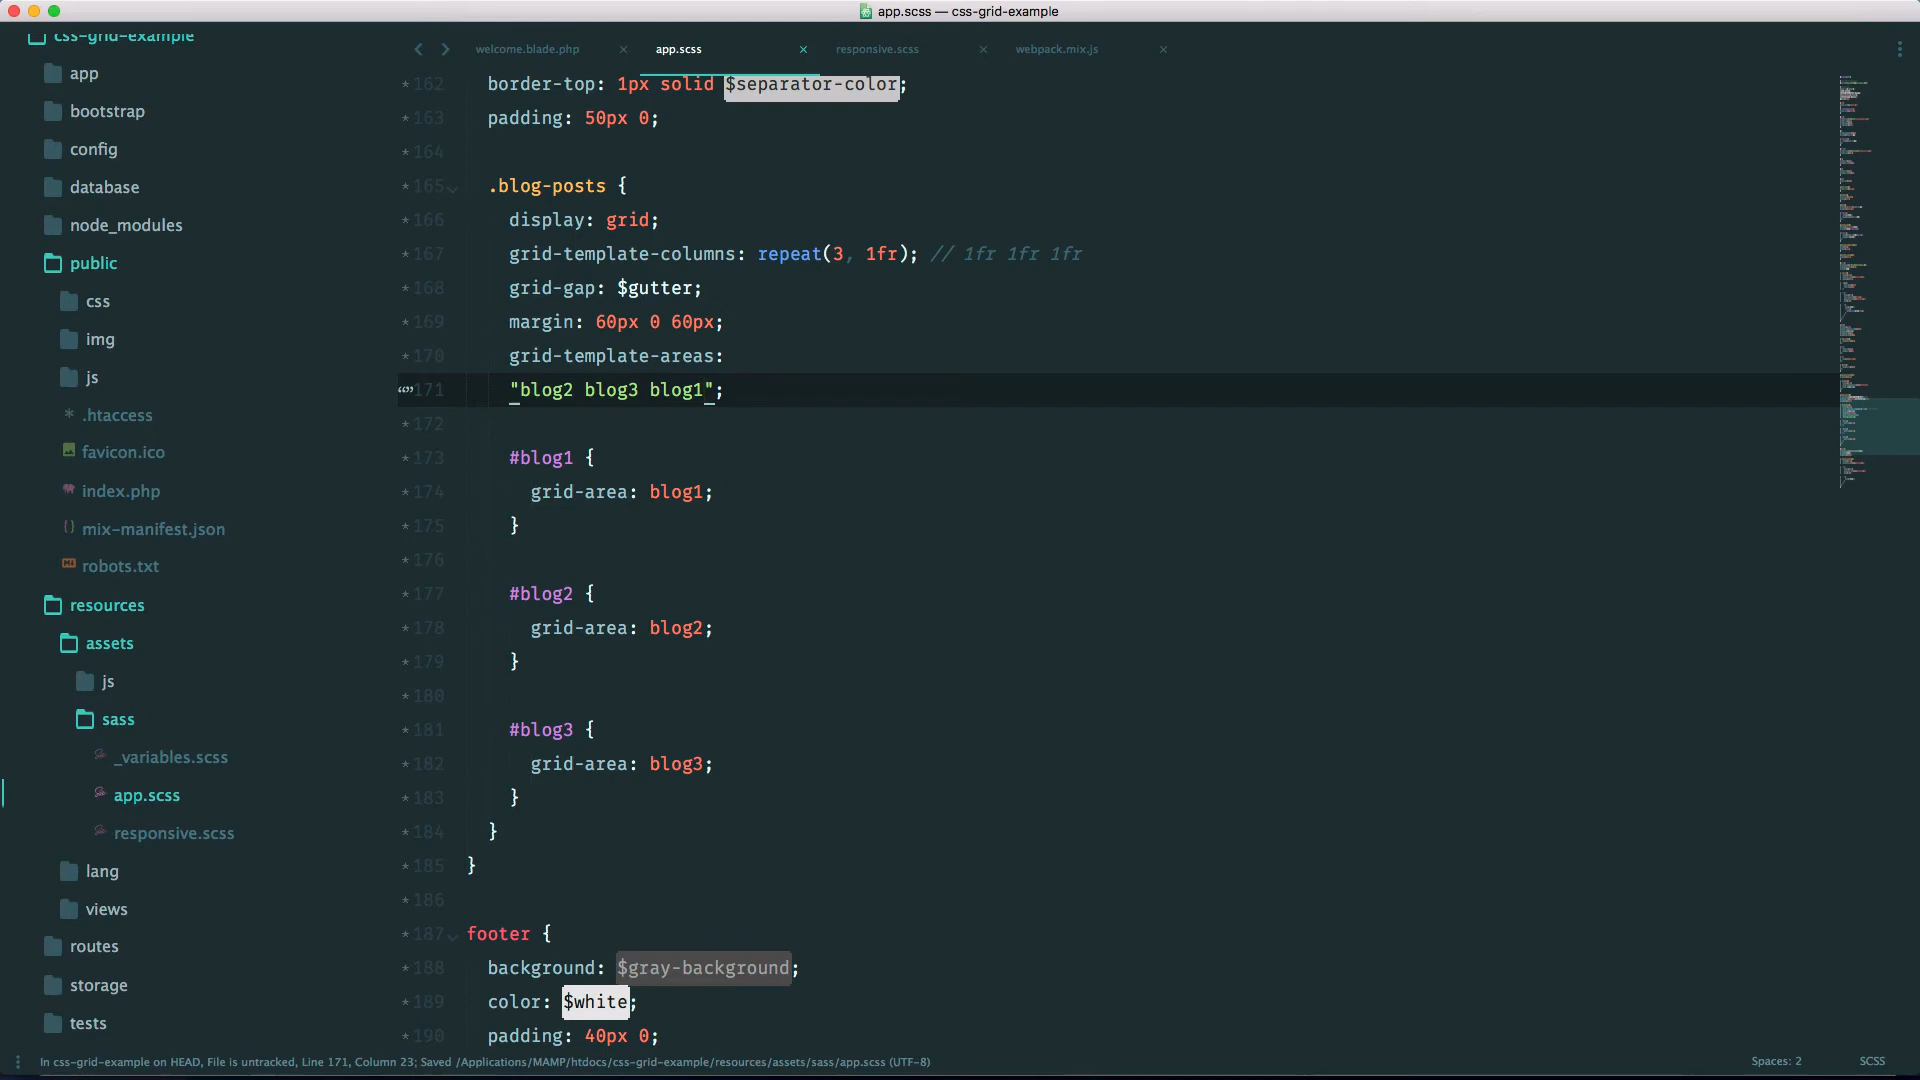 app.scss — css-grid-example
css-grid-example
app
bootstrap
config
database
node_modules
public
css
img
js
.htaccess
favicon.ico
index.php
mix-manifest.json
robots.txt
resources
assets
js
sass
_variables.scss
app.scss
responsive.scss
lang
views
routes
storage
tests
welcome.blade.php
app.scss
responsive.scss
webpack.mix.js
162 border-top: 1px solid $separator-color;
163 padding: 50px 0;
164
165 .blog-posts {
166 display: grid;
167 grid-template-columns: repeat(3, 1fr); // 1fr 1fr 1fr
168 grid-gap: $gutter;
169 margin: 60px 0 60px;
170 grid-template-areas:
171 "blog2 blog3 blog1";
172
173 #blog1 {
174 grid-area: blog1;
175 }
176
177 #blog2 {
178 grid-area: blog2;
179 }
180
181 #blog3 {
182 grid-area: blog3;
183 }
184 }
185 }
186
187 footer {
188 background: $gray-background;
189 color: $white;
190 padding: 40px 0;
In css-grid-example on HEAD, File is untracked, Line 171, Column 23; Saved /Applications/MAMP/htdocs/css-grid-example/resources/assets/sass/app.scss (UTF-8)
Spaces: 2
SCSS